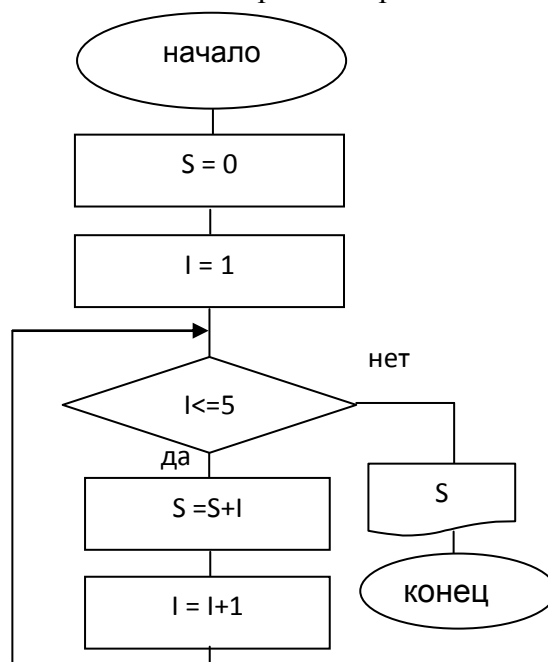 начало
S = 0
I = 1
нет
I<=5
да
S
S =S+I
I = I+1
конец